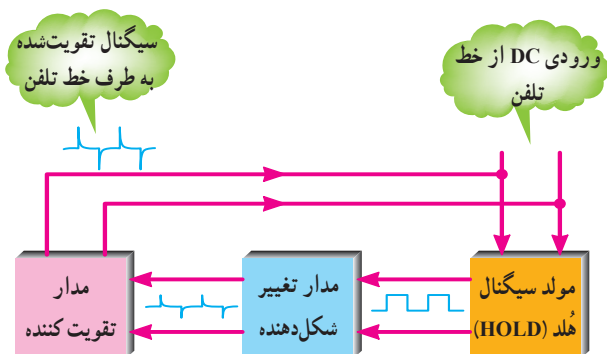 ورودی DC از خط
تلفن
سیگنال تقویت‌شده
به طرف خط تلفن
مولد سیگنال
هُلد (HOLD)
مدار تغییر
شکل‌دهنده
مدار
تقویت کننده